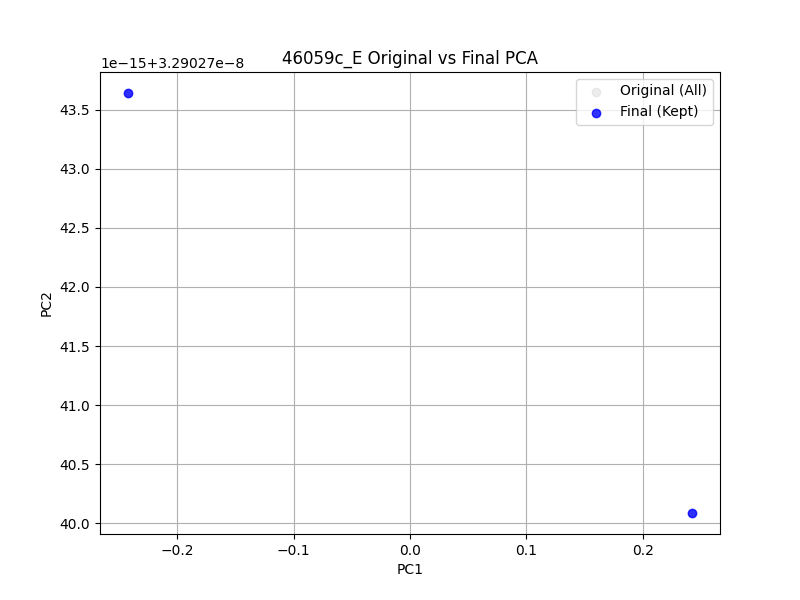 46059c_E Original vs Final PCA
1e−15+3.29027e−8
Original (All)
Final (Kept)
43.5
43.0
42.5
42.0
41.5
41.0
40.5
40.0
PC2
−0.2 −0.1 0.0 0.1 0.2
PC1